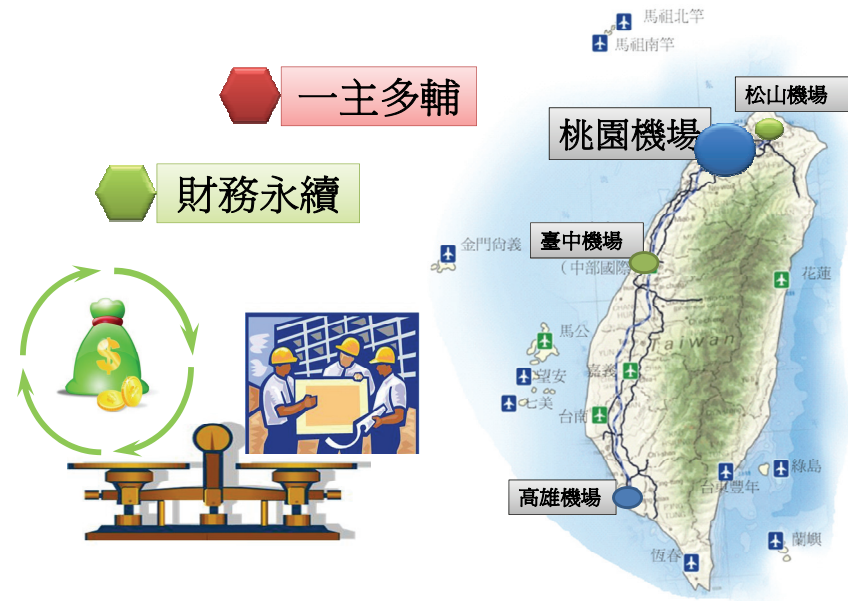 馬祖北竿
馬祖南竿
一主多輔
松山機場
桃園機場
財務永續
臺中機場
金門尚義
(中部國際
花蓮
馬公
Taiwan
嘉義
望安
七美
台南
綠島
台東豐年
高雄機場
蘭嶼
恆春
$